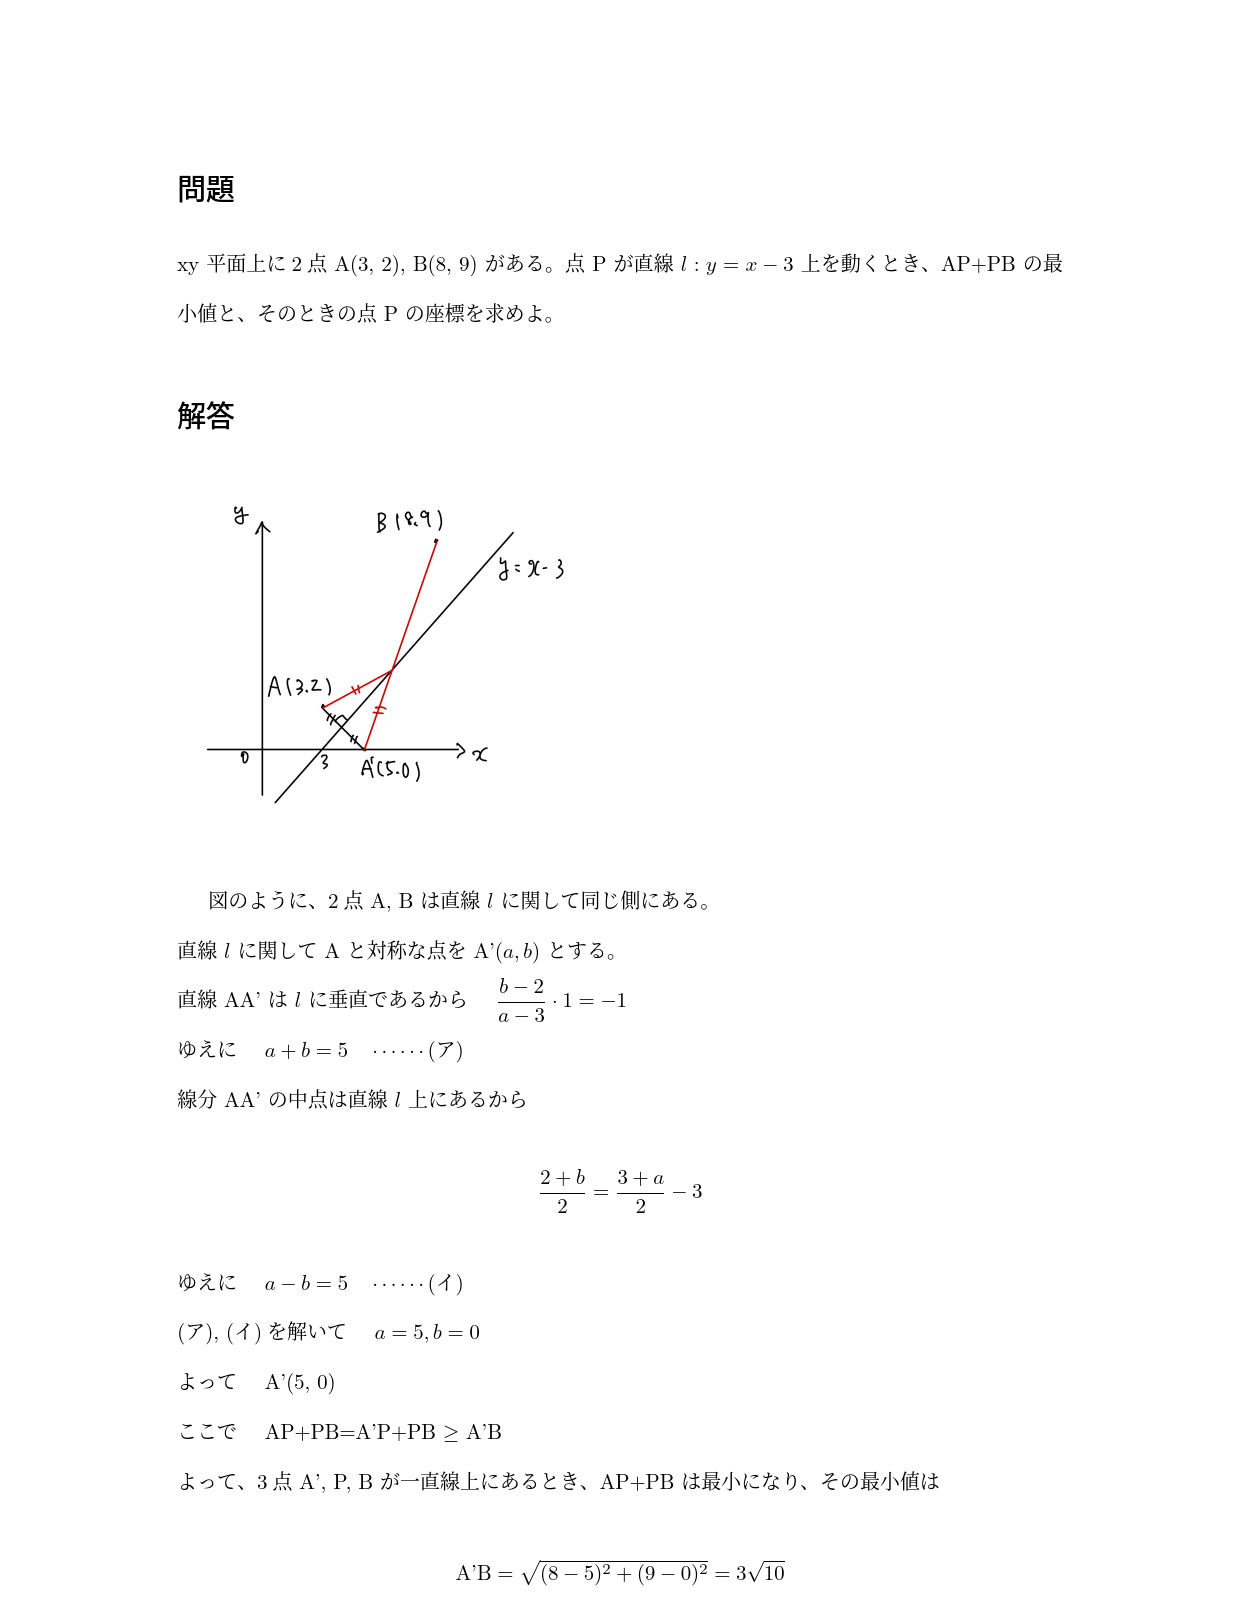 問題
xy 平面上に 2 点 A(3, 2), B(8, 9) がある。点 P が直線 l : y = x − 3 上を動くとき、AP+PB の最
小値と、そのときの点 P の座標を求めよ。
解答
y
B(8.9)
y=x-3
A(3.2)
0
3
A'(5.0)
x
図のように、2 点 A, B は直線 l に関して同じ側にある。
直線 l に関して A と対称な点を A'(a, b) とする。
直線 AA' は l に垂直であるから \frac{b − 2}{a − 3} · 1 = −1
ゆえに a + b = 5 ……(ア)
線分 AA' の中点は直線 l 上にあるから
\frac{2 + b}{2} = \frac{3 + a}{2} − 3
ゆえに a − b = 5 ……(イ)
(ア), (イ) を解いて a = 5, b = 0
よって A'(5, 0)
ここで AP+PB=A'P+PB ≥ A'B
よって、3 点 A', P, B が一直線上にあるとき、AP+PB は最小になり、その最小値は
A'B = \sqrt{(8 − 5)^2 + (9 − 0)^2} = 3\sqrt{10}